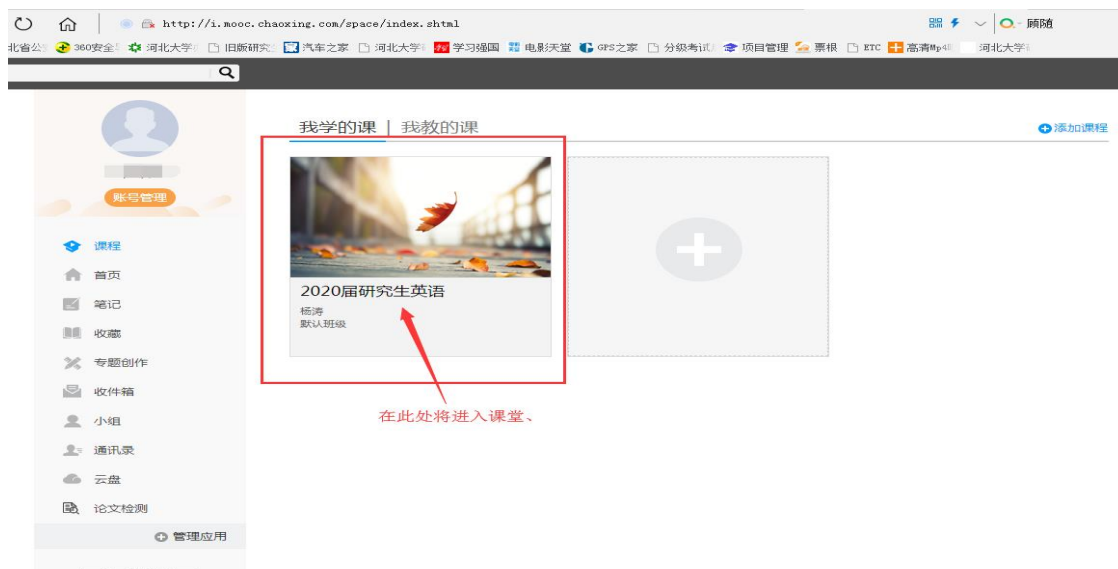 http://i.mooc.chaoxing.com/space/index.shtml
顾随
北省公 360安全 河北大学 旧版研究 汽车之家 河北大学 学习强国 电影天堂 GPS之家 分级考试 项目管理 票根 ETC 高清Mp4 河北大学
我学的课 | 我教的课
添加课程
账号管理
课程
首页
笔记
收藏
专题创作
收件箱
小组
通讯录
云盘
论文检测
管理应用
2020届研究生英语
杨涛
默认班级
在此处将进入课堂、